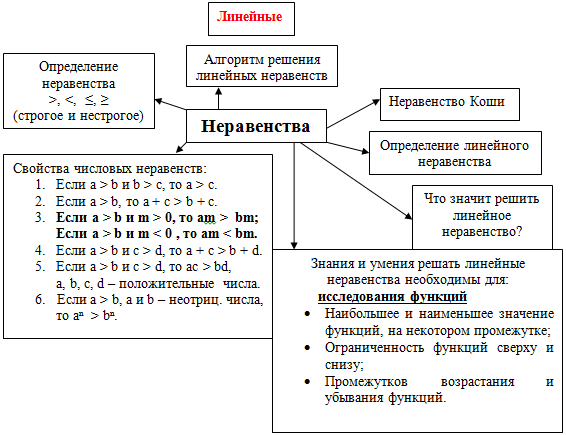 Линейные
Алгоритм решения
линейных неравенств
Определение
неравенства
>, <, ≤, ≥
(строгое и нестрогое)
Неравенства
Неравенство Коши
Определение линейного
неравенства
Что значит решить
линейное
неравенство?
Свойства числовых неравенств:
1. Если a > b и b > c, то a > c.
2. Если a > b, то a + c > b + c.
3. Если a > b и m > 0, то am > bm;
Если a > b и m < 0 , то am < bm.
4. Если a > b и c > d, то a + c > b + d.
5. Если a > b и c > d, то ac > bd,
a, b, c, d – положительные числа.
6. Если a > b, a и b – неотриц. числа,
то aⁿ > bⁿ.
Знания и умения решать линейные
неравенства необходимы для:
исследования функций
• Наибольшее и наименьшее значение
функций, на некотором промежутке;
• Ограниченность функций сверху и
снизу;
• Промежутков возрастания и
убывания функций.